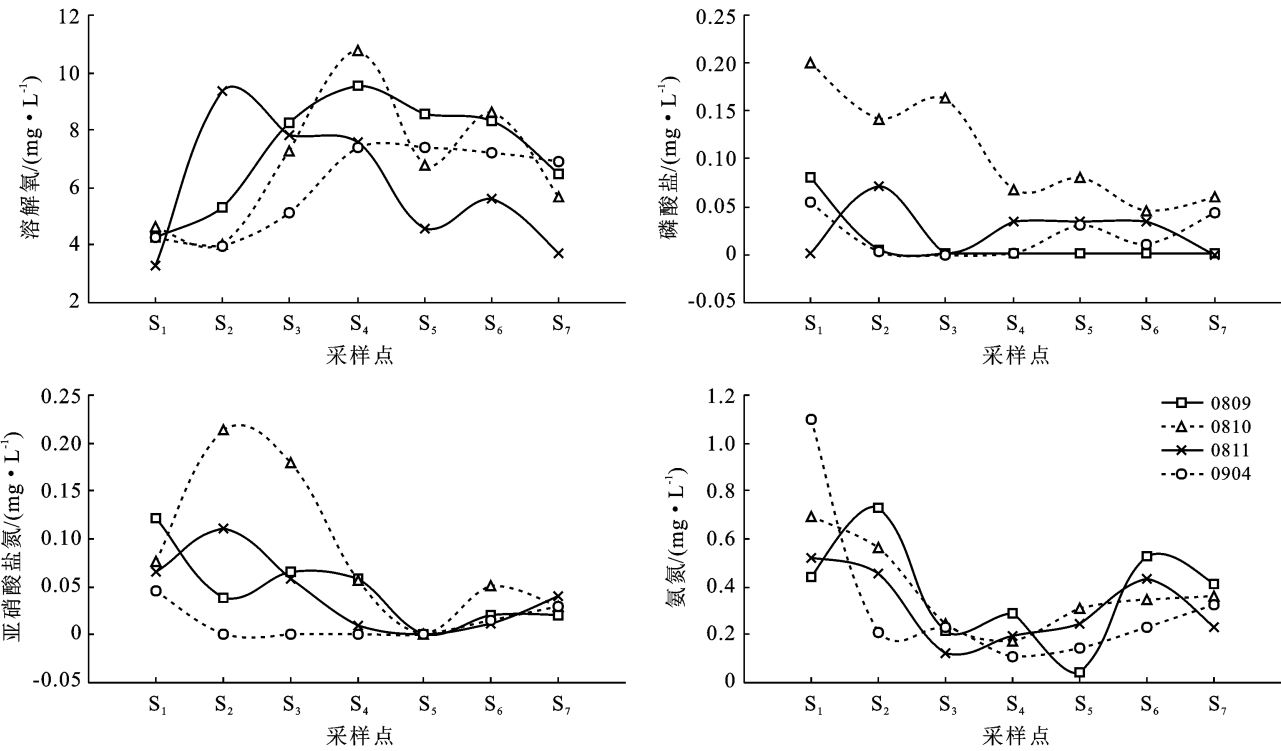 12
10
8
6
4
2
溶解氧/(mg·L⁻¹)
S₁ S₂ S₃ S₄ S₅ S₆ S₇
采样点
0.25
0.20
0.15
0.10
0.05
0
-0.05
磷酸盐/(mg·L⁻¹)
S₁ S₂ S₃ S₄ S₅ S₆ S₇
采样点
0.25
0.20
0.15
0.10
0.05
0
-0.05
亚硝酸盐氮/(mg·L⁻¹)
S₁ S₂ S₃ S₄ S₅ S₆ S₇
采样点
1.2
1.0
0.8
0.6
0.4
0.2
0
氨氮/(mg·L⁻¹)
0809
0810
0811
0904
S₁ S₂ S₃ S₄ S₅ S₆ S₇
采样点